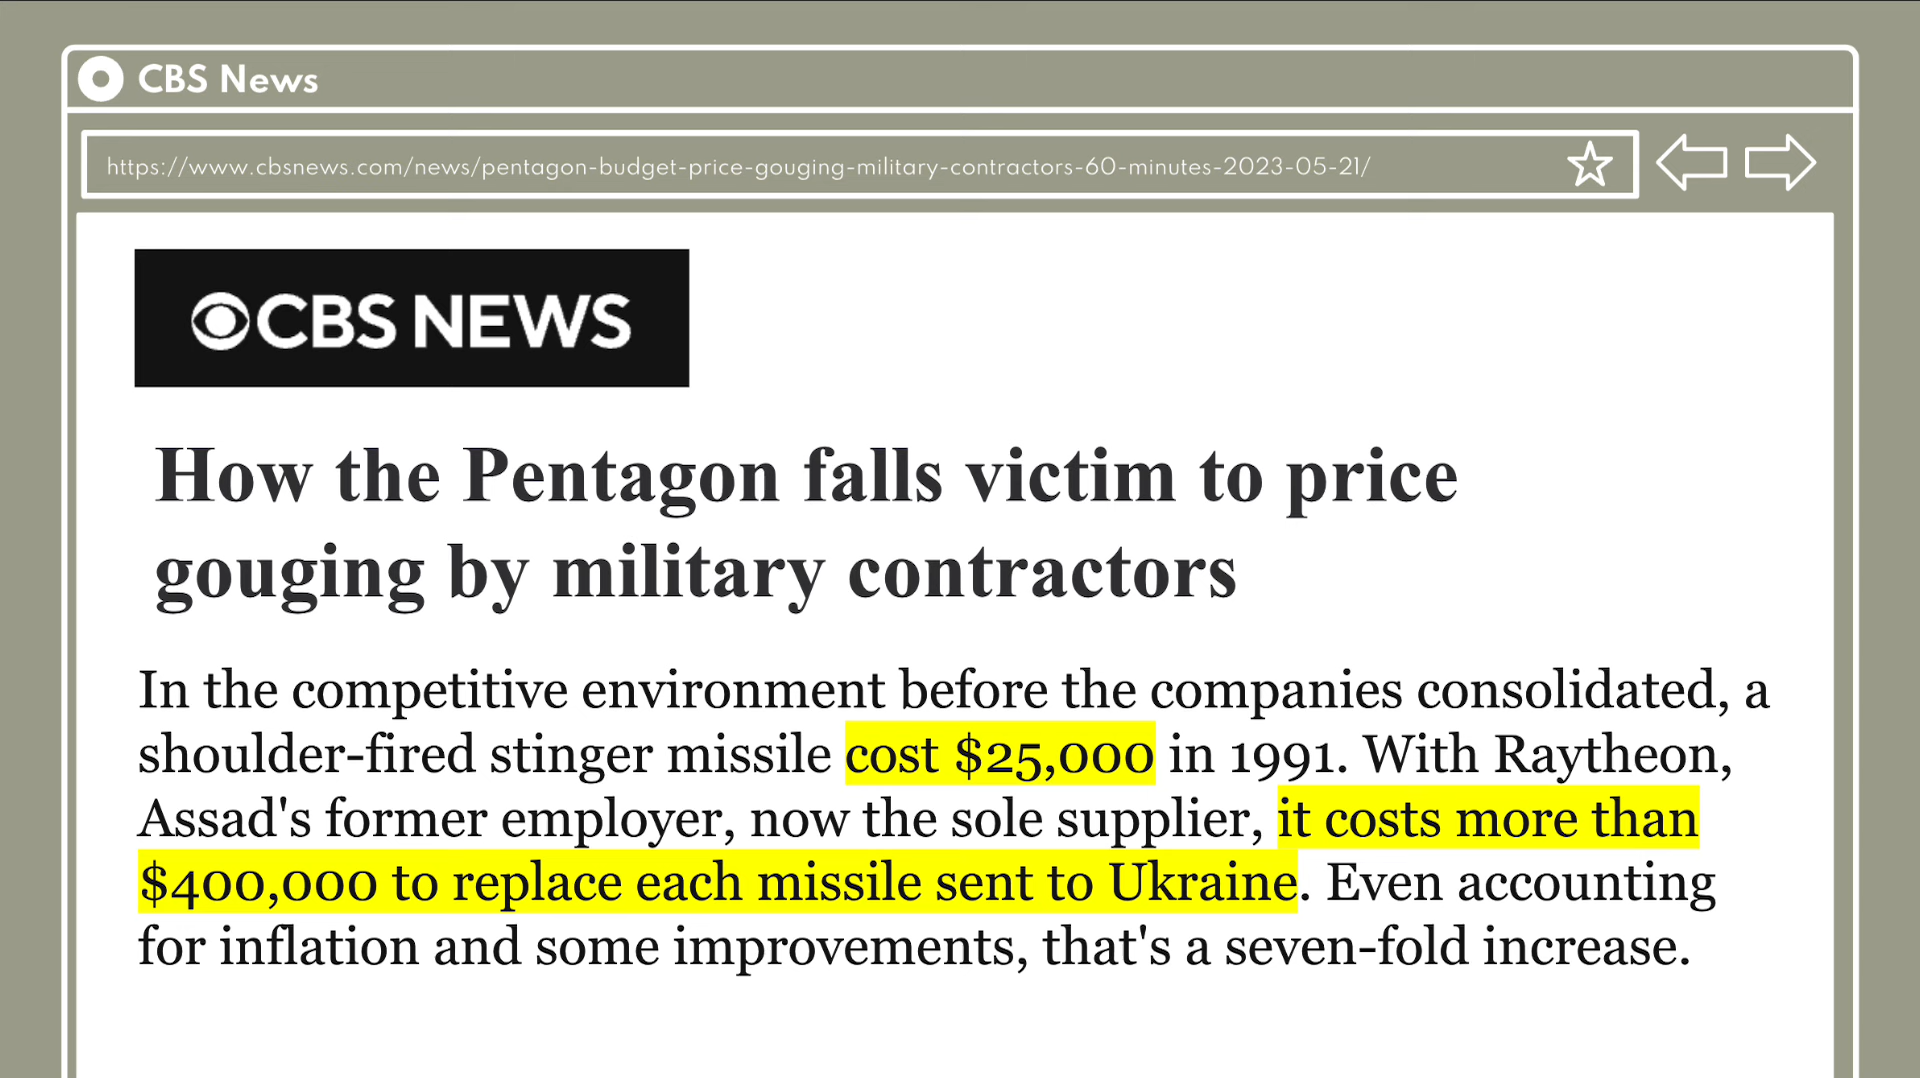 CBS News
https://www.cbsnews.com/news/pentagon-budget-price-gouging-military-contractors-60-minutes-2023-05-21/
CBS NEWS
How the Pentagon falls victim to price
gouging by military contractors
In the competitive environment before the companies consolidated, a
shoulder-fired stinger missile cost $25,000 in 1991. With Raytheon,
Assad's former employer, now the sole supplier, it costs more than
$400,000 to replace each missile sent to Ukraine. Even accounting
for inflation and some improvements, that's a seven-fold increase.